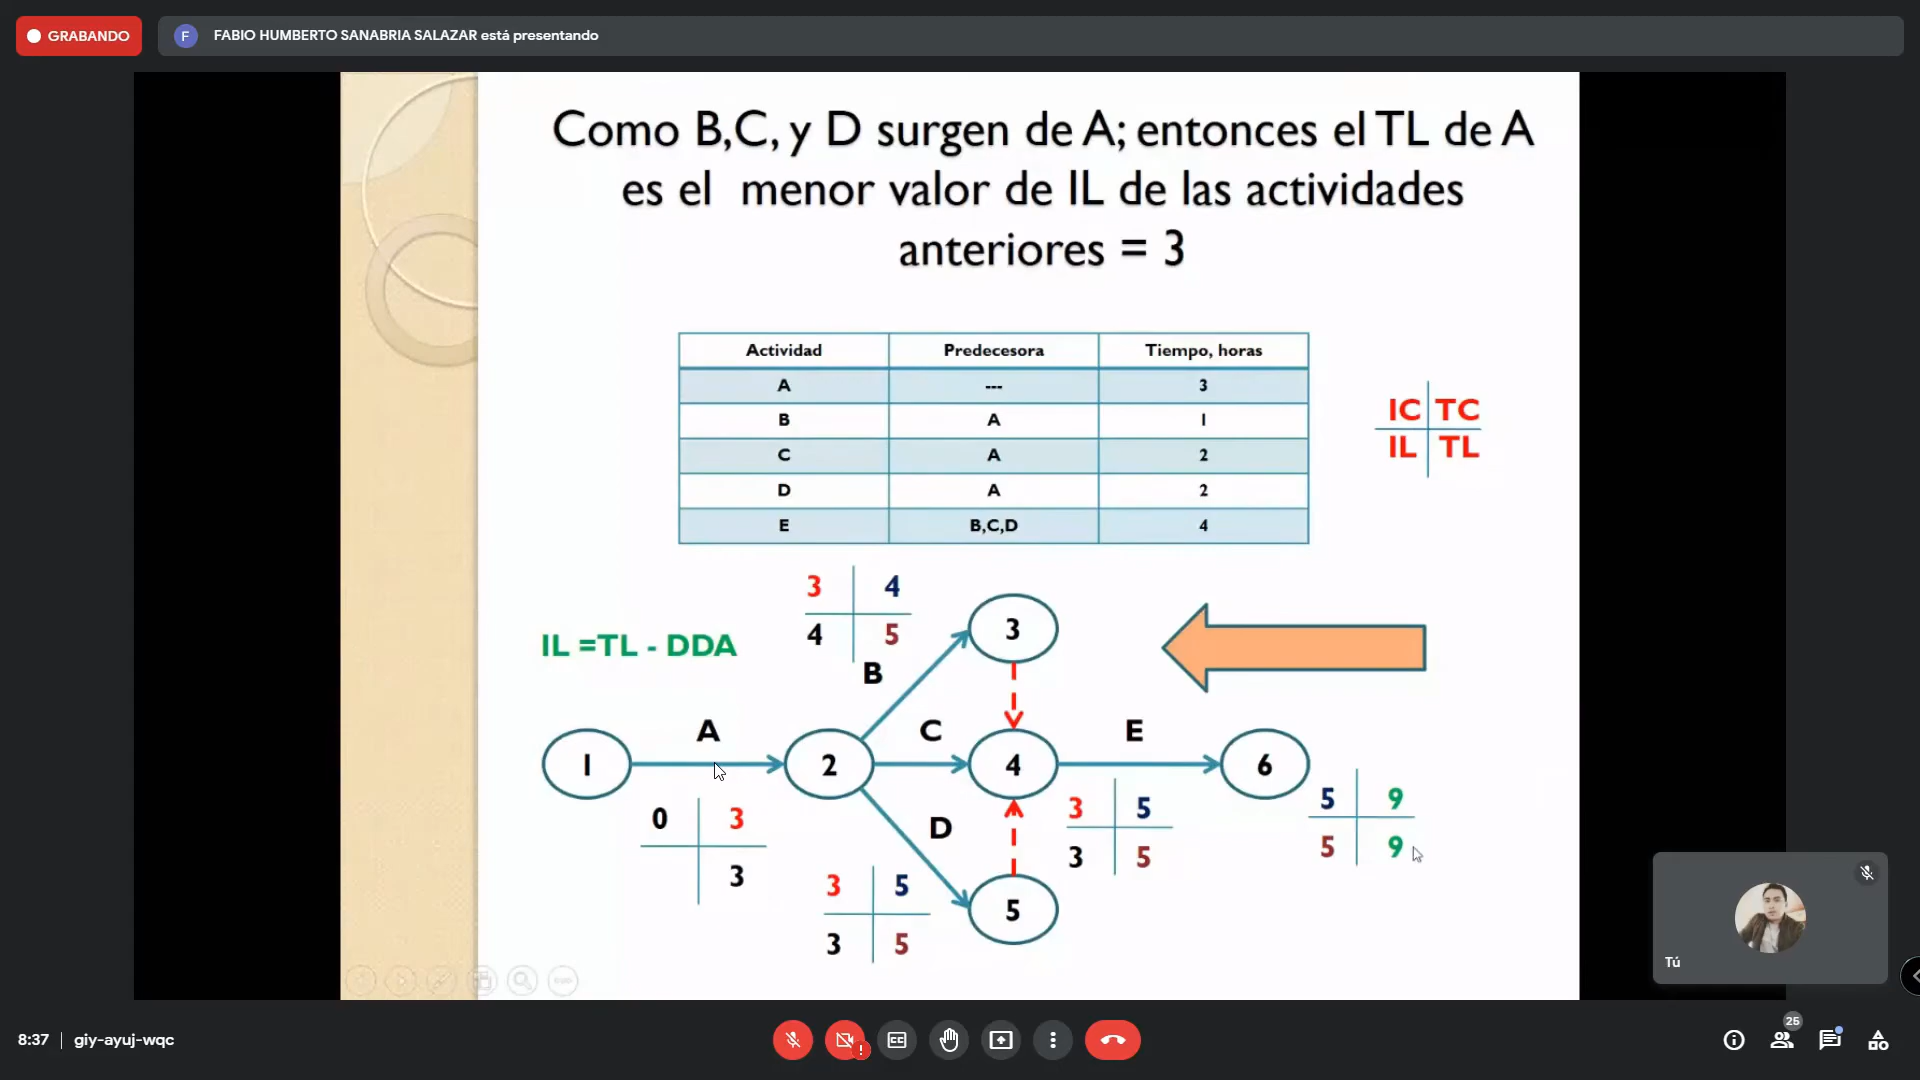 GRABANDO
F
FABIO HUMBERTO SANABRIA SALAZAR está presentando
Como B,C, y D surgen de A; entonces el TL de A
es el menor valor de IL de las actividades
anteriores = 3
Actividad Predecesora Tiempo, horas
A --- 3
B A 1
C A 2
D A 2
E B,C,D 4
IC TC
IL TL
3 4
4 5
IL =TL - DDA
B
3
A
C
E
1
2
4
6
0 3
3
D
3 5
3 5
5 9
5 9
3 5
3 5
5
Tú
8:37 | giy-ayuj-wqc
CC
!
25